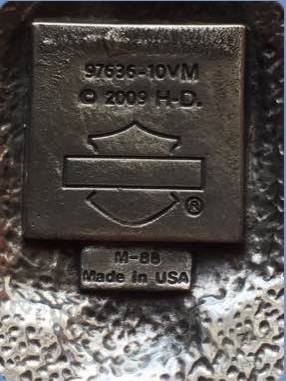 97636-10VM
© 2009 H-D.
®
M-88
Made in USA